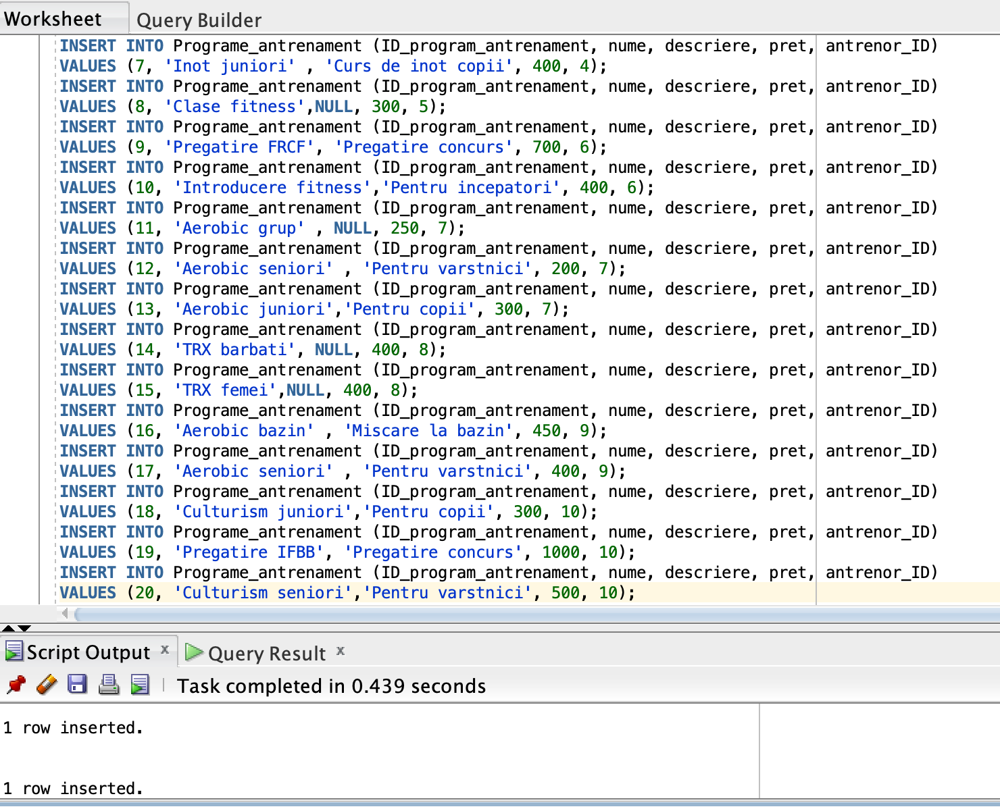 Worksheet Query Builder
INSERT INTO Programe_antrenament (ID_program_antrenament, nume, descriere, pret, antrenor_ID)
VALUES (7, 'Inot juniori' , 'Curs de inot copii', 400, 4);
INSERT INTO Programe_antrenament (ID_program_antrenament, nume, descriere, pret, antrenor_ID)
VALUES (8, 'Clase fitness',NULL, 300, 5);
INSERT INTO Programe_antrenament (ID_program_antrenament, nume, descriere, pret, antrenor_ID)
VALUES (9, 'Pregatire FRCF', 'Pregatire concurs', 700, 6);
INSERT INTO Programe_antrenament (ID_program_antrenament, nume, descriere, pret, antrenor_ID)
VALUES (10, 'Introducere fitness','Pentru incepatori', 400, 6);
INSERT INTO Programe_antrenament (ID_program_antrenament, nume, descriere, pret, antrenor_ID)
VALUES (11, 'Aerobic grup' , NULL, 250, 7);
INSERT INTO Programe_antrenament (ID_program_antrenament, nume, descriere, pret, antrenor_ID)
VALUES (12, 'Aerobic seniori' , 'Pentru varstnici', 200, 7);
INSERT INTO Programe_antrenament (ID_program_antrenament, nume, descriere, pret, antrenor_ID)
VALUES (13, 'Aerobic juniori','Pentru copii', 300, 7);
INSERT INTO Programe_antrenament (ID_program_antrenament, nume, descriere, pret, antrenor_ID)
VALUES (14, 'TRX barbati', NULL, 400, 8);
INSERT INTO Programe_antrenament (ID_program_antrenament, nume, descriere, pret, antrenor_ID)
VALUES (15, 'TRX femei',NULL, 400, 8);
INSERT INTO Programe_antrenament (ID_program_antrenament, nume, descriere, pret, antrenor_ID)
VALUES (16, 'Aerobic bazin' , 'Miscare la bazin', 450, 9);
INSERT INTO Programe_antrenament (ID_program_antrenament, nume, descriere, pret, antrenor_ID)
VALUES (17, 'Aerobic seniori' , 'Pentru varstnici', 400, 9);
INSERT INTO Programe_antrenament (ID_program_antrenament, nume, descriere, pret, antrenor_ID)
VALUES (18, 'Culturism juniori','Pentru copii', 300, 10);
INSERT INTO Programe_antrenament (ID_program_antrenament, nume, descriere, pret, antrenor_ID)
VALUES (19, 'Pregatire IFBB', 'Pregatire concurs', 1000, 10);
INSERT INTO Programe_antrenament (ID_program_antrenament, nume, descriere, pret, antrenor_ID)
VALUES (20, 'Culturism seniori','Pentru varstnici', 500, 10);
Script Output x Query Result x
Task completed in 0.439 seconds
1 row inserted.
1 row inserted.